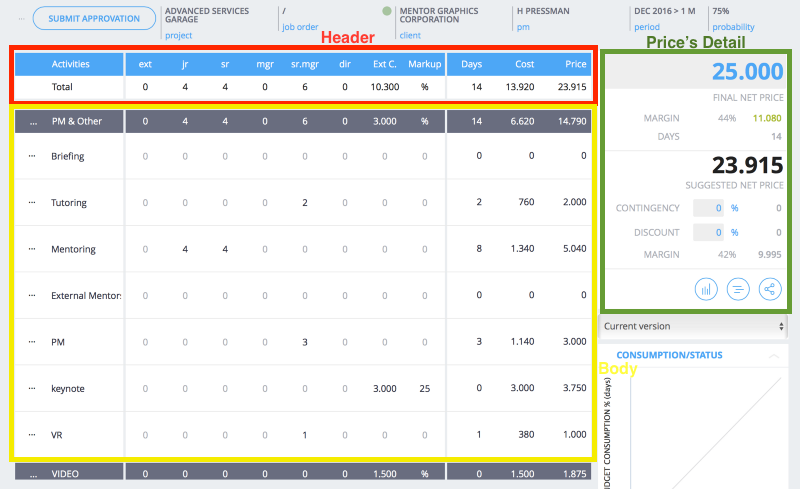 ... SUBMIT APPROVATION
ADVANCED SERVICES
GARAGE
project
/
job order
MENTOR GRAPHICS
CORPORATION
client
H PRESSMAN
pm
DEC 2016 > 1 M
period
75%
probability
Header
Price's Detail
Activities ext jr sr mgr sr.mgr dir Ext C. Markup Days Cost Price
Total 0 4 4 0 6 0 10.300 % 14 13.920 23.915
... PM & Other 0 4 4 0 6 0 3.000 % 14 6.620 14.790
... Briefing 0 0 0 0 0 0 0 0 0 0 0
... Tutoring 0 0 0 0 2 0 0 0 2 760 2.000
... Mentoring 0 4 4 0 0 0 0 0 8 1.340 5.040
... External Mentors 0 0 0 0 0 0 0 0 0 0 0
... PM 0 0 0 0 3 0 0 0 3 1.140 3.000
... keynote 0 0 0 0 0 0 3.000 25 0 3.000 3.750
... VR 0 0 0 0 1 0 0 0 1 380 1.000
... VIDEO 0 0 0 0 0 0 1.500 % 0 1.500 1.875
25.000
FINAL NET PRICE
MARGIN 44% 11.080
DAYS 14
23.915
SUGGESTED NET PRICE
CONTINGENCY 0 % 0
DISCOUNT 0 % 0
MARGIN 42% 9.995
Current version
CONSUMPTION/STATUS
Body
CONSUMPTION % (days)